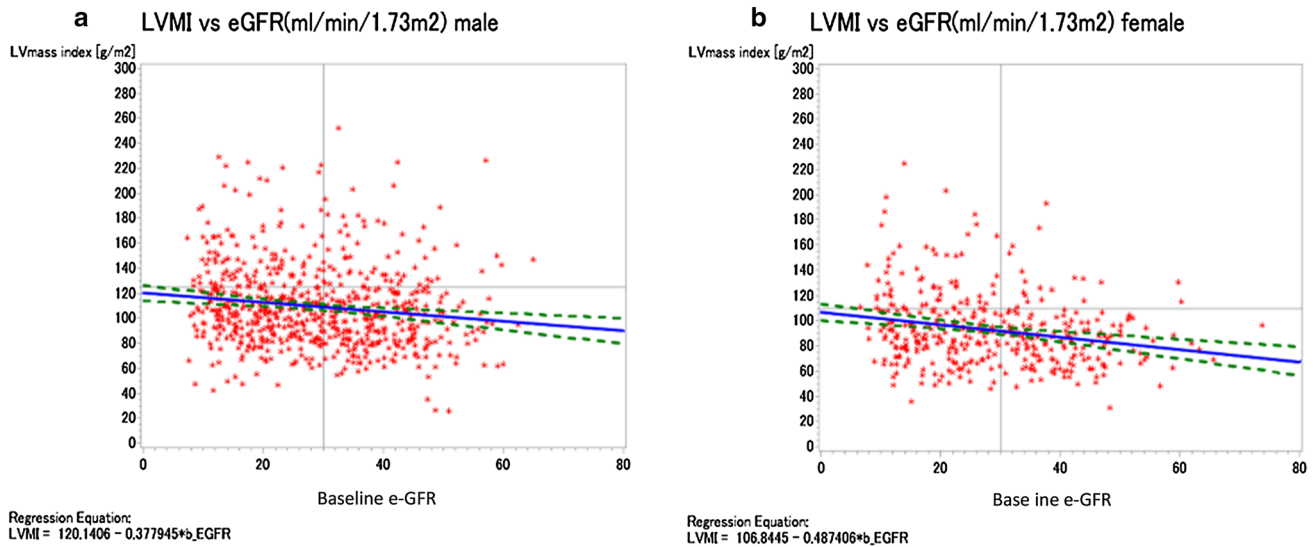 a
LVMI vs eGFR(ml/min/1.73m2) male
LVmass index [g/m2]
300
280
260
240
220
200
180
160
140
120
100
80
60
40
20
0
0 20 40 60 80
Baseline e-GFR
Regression Equation:
LVMI = 120.1406 - 0.377945*b_EGFR
b
LVMI vs eGFR(ml/min/1.73m2) female
LVmass index [g/m2]
300
280
260
240
220
200
180
160
140
120
100
80
60
40
20
0
0 20 40 60 80
Base ine e-GFR
Regression Equation:
LVMI = 106.8445 - 0.487406*b_EGFR